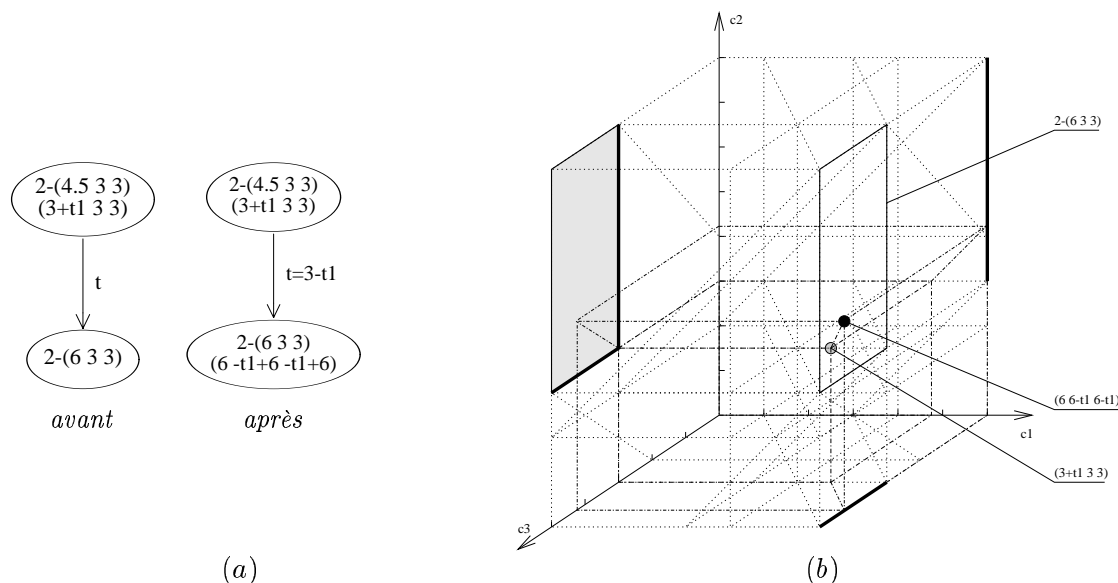 2-(4.5 3 3)
(3+t1 3 3)
t
2-(6 3 3)
avant
2-(4.5 3 3)
(3+t1 3 3)
t=3-t1
2-(6 3 3)
(6 -t1+6 -t1+6)
après
(a)
c2
2-(6 3 3)
(6 6-t1 6-t1)
c1
(3+t1 3 3)
c3
(b)